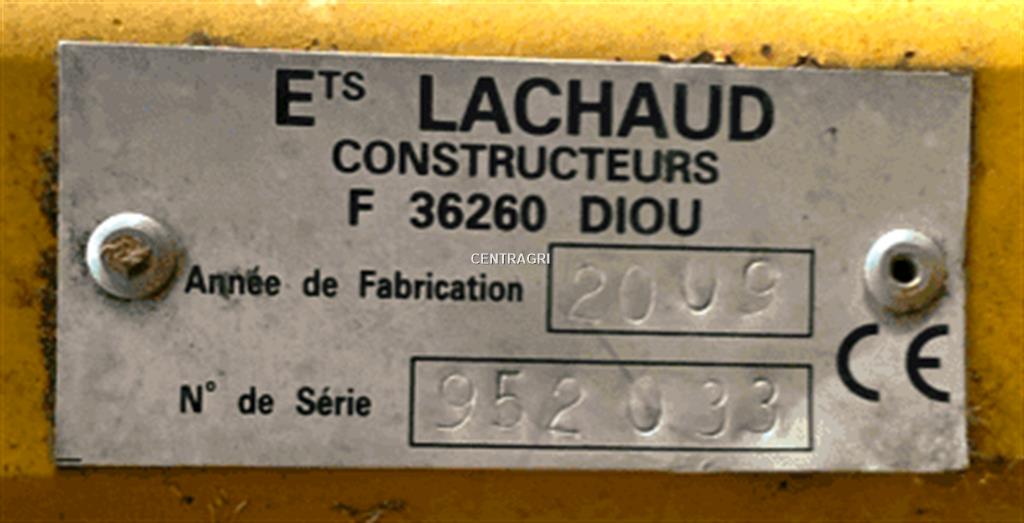 ETS LACHAUD
CONSTRUCTEURS
F 36260 DIOU
CENTRAGRI
Année de Fabrication 2009
N° de Série 952033
CE